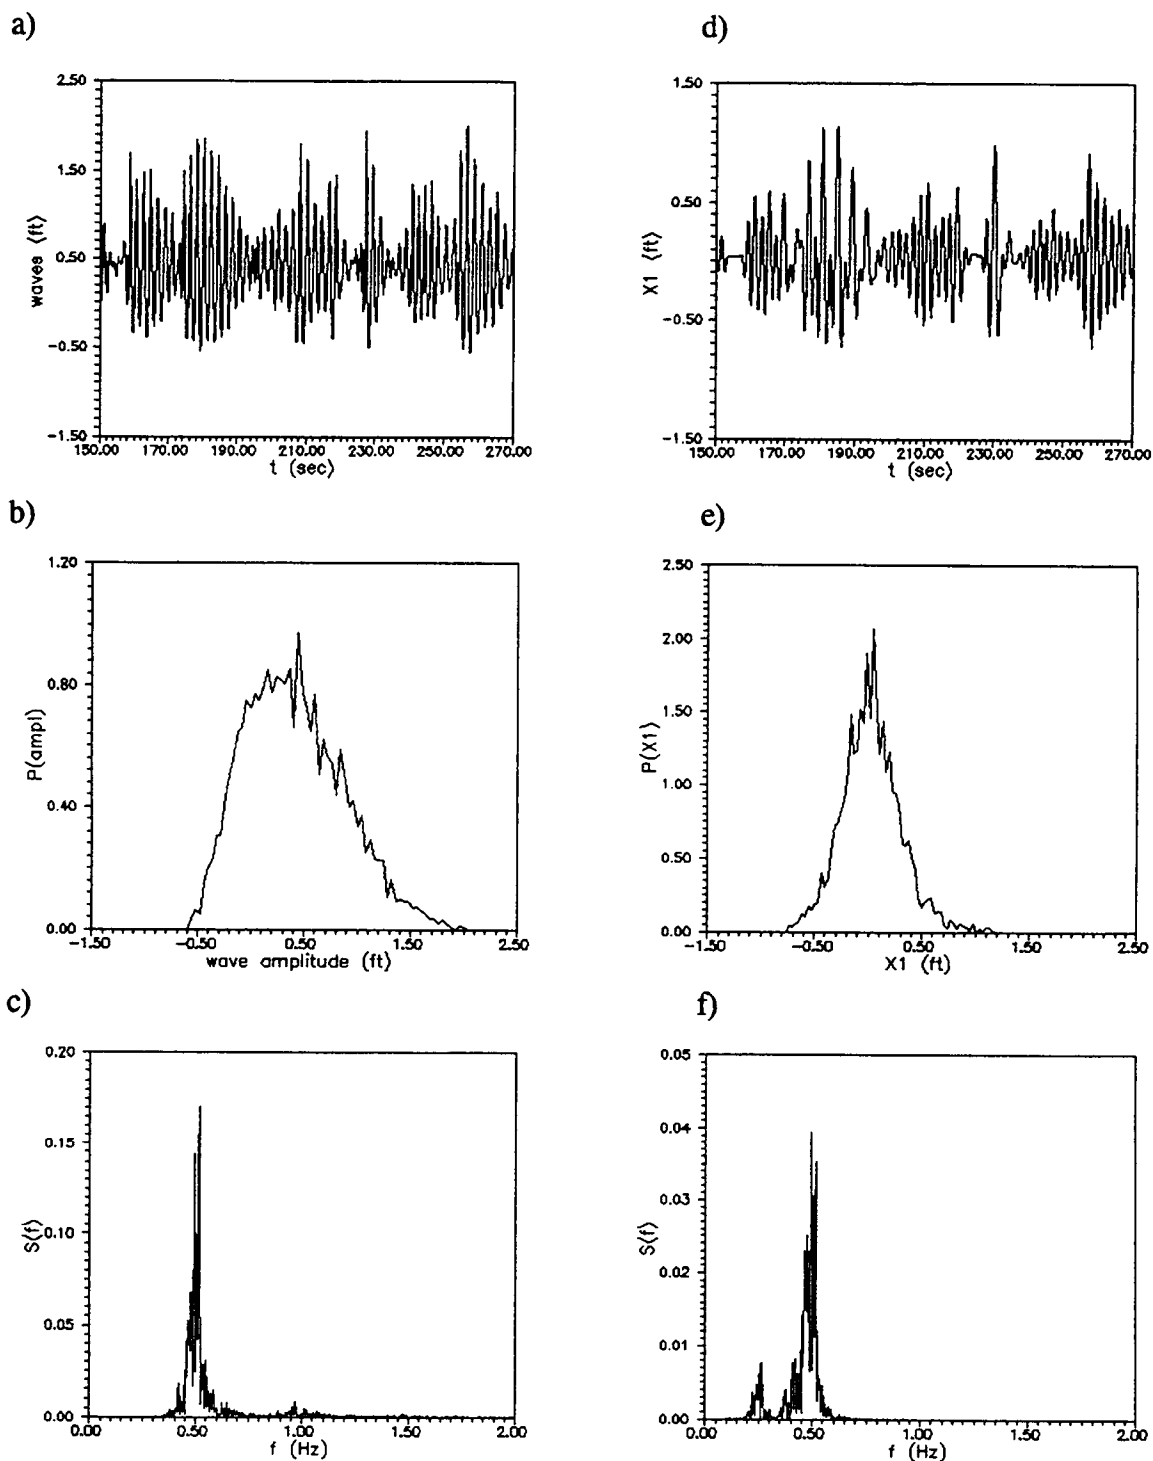 a)
2.50
1.50
0.50
−0.50
−1.50
waves (ft)
150.00 170.00 190.00 210.00 230.00 250.00 270.00
t (sec)
d)
1.50
0.50
−0.50
−1.50
X1 (ft)
150.00 170.00 190.00 210.00 230.00 250.00 270.00
t (sec)
b)
1.20
0.80
0.40
0.00
P(ampl)
−1.50 −0.50 0.50 1.50 2.50
wave amplitude (ft)
e)
2.50
2.00
1.50
1.00
0.50
0.00
P(X1)
−1.50 −0.50 0.50 1.50 2.50
X1 (ft)
c)
0.20
0.15
0.10
0.05
0.00
S(f)
0.00 0.50 1.00 1.50 2.00
f (Hz)
f)
0.05
0.04
0.03
0.02
0.01
0.00
S(f)
0.00 0.50 1.00 1.50 2.00
f (Hz)